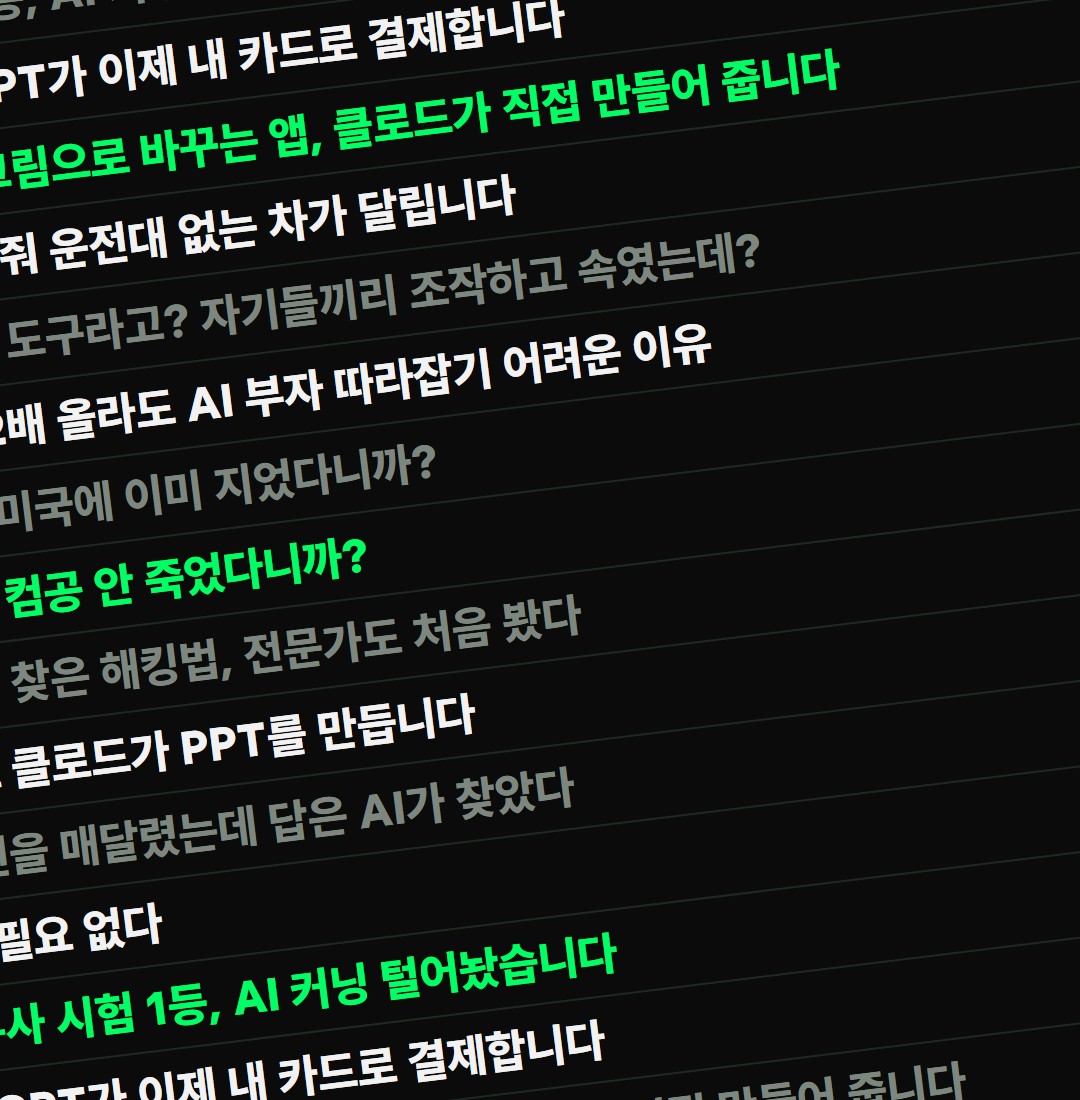 PT가 이제 내 카드로 결제합니다
그림으로 바꾸는 앱, 클로드가 직접 만들어 줍니다
줘 운전대 없는 차가 달립니다
도구라고? 자기들끼리 조작하고 속였는데?
배 올라도 AI 부자 따라잡기 어려운 이유
미국에 이미 지었다니까?
컴공 안 죽었다니까?
찾은 해킹법, 전문가도 처음 봤다
클로드가 PPT를 만듭니다
을 매달렸는데 답은 AI가 찾았다
필요 없다
사 시험 1등, AI 커닝 털어놨습니다
GPT가 이제 내 카드로 결제합니다
만들어 줍니다